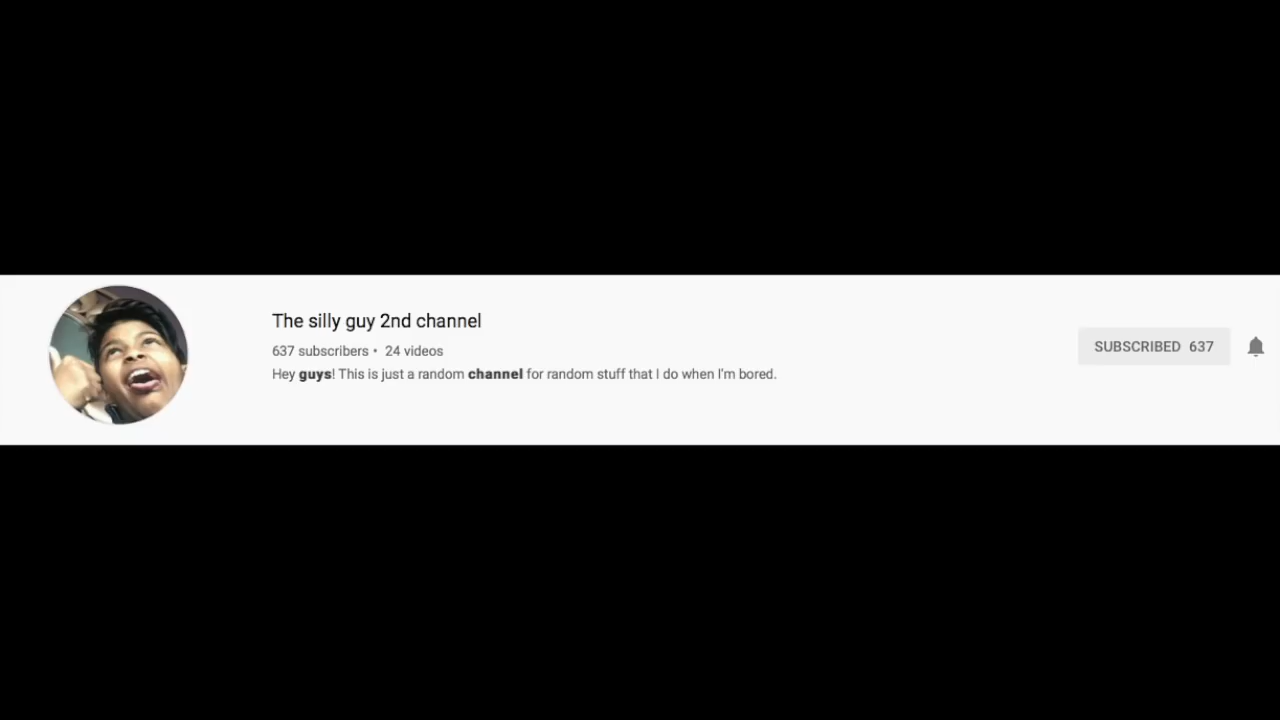 The silly guy 2nd channel
637 subscribers • 24 videos
Hey guys! This is just a random channel for random stuff that I do when I'm bored.
SUBSCRIBED 637